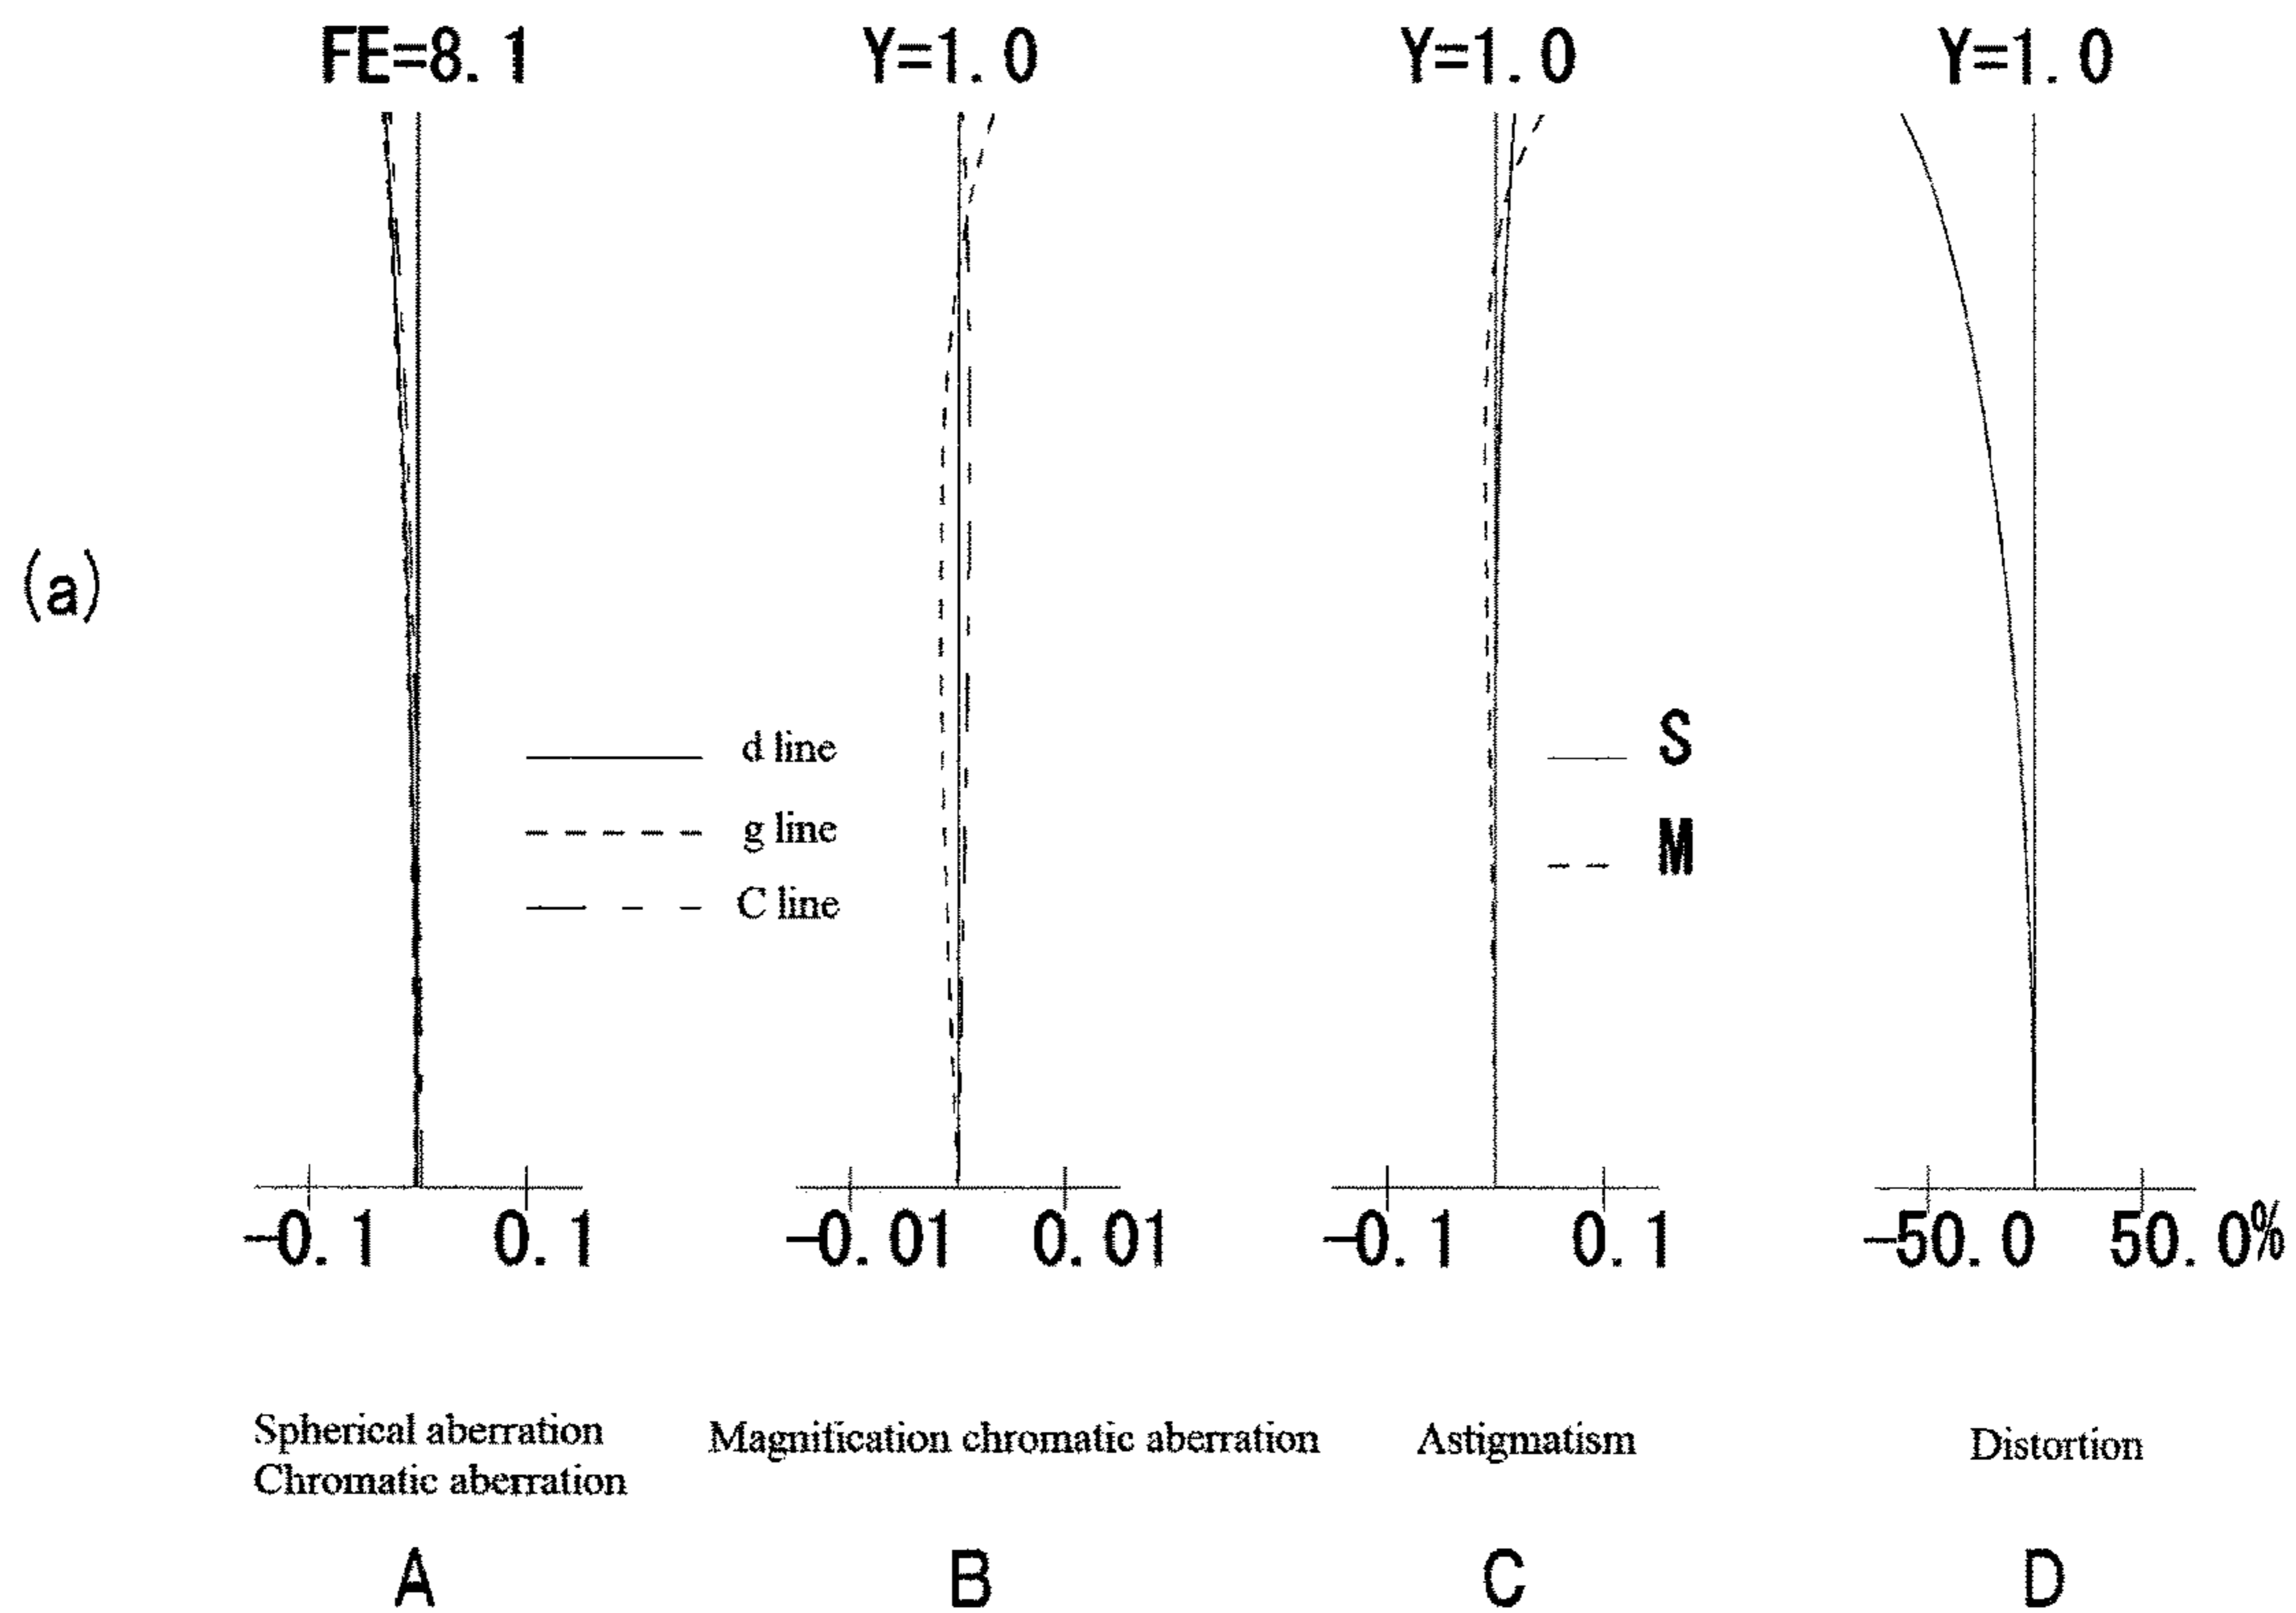 FE=8.1
Y=1.0
Y=1.0
Y=1.0
(a)
d line
g line
C line
S
M
-0.1
0.1
-0.01
0.01
-0.1
0.1
-50.0
50.0%
Spherical aberration
Chromatic aberration
Magnification chromatic aberration
Astigmatism
Distortion
A
B
C
D